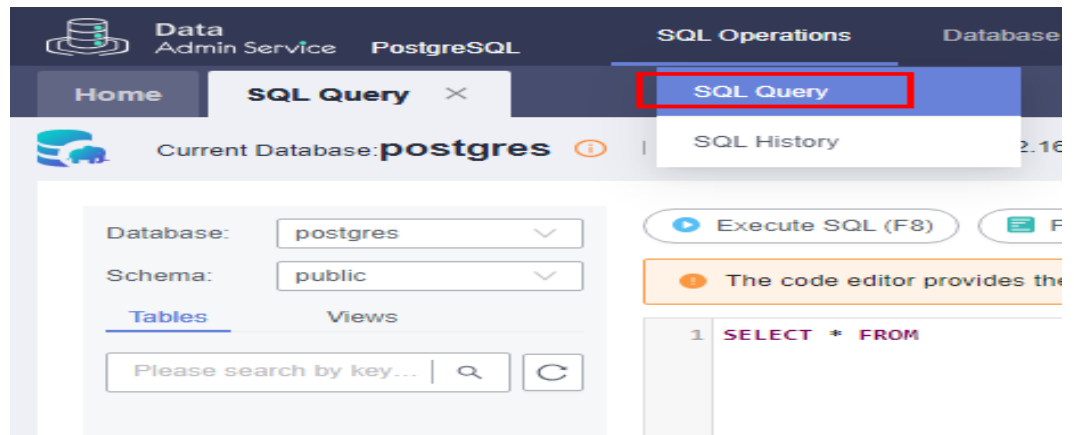 Data
Admin Service PostgreSQL SQL Operations Database
Home SQL Query SQL Query
Current Database:postgres SQL History 2.16
Database: postgres Execute SQL (F8) F
Schema: public The code editor provides the
Tables Views
1 SELECT * FROM
Please search by key...